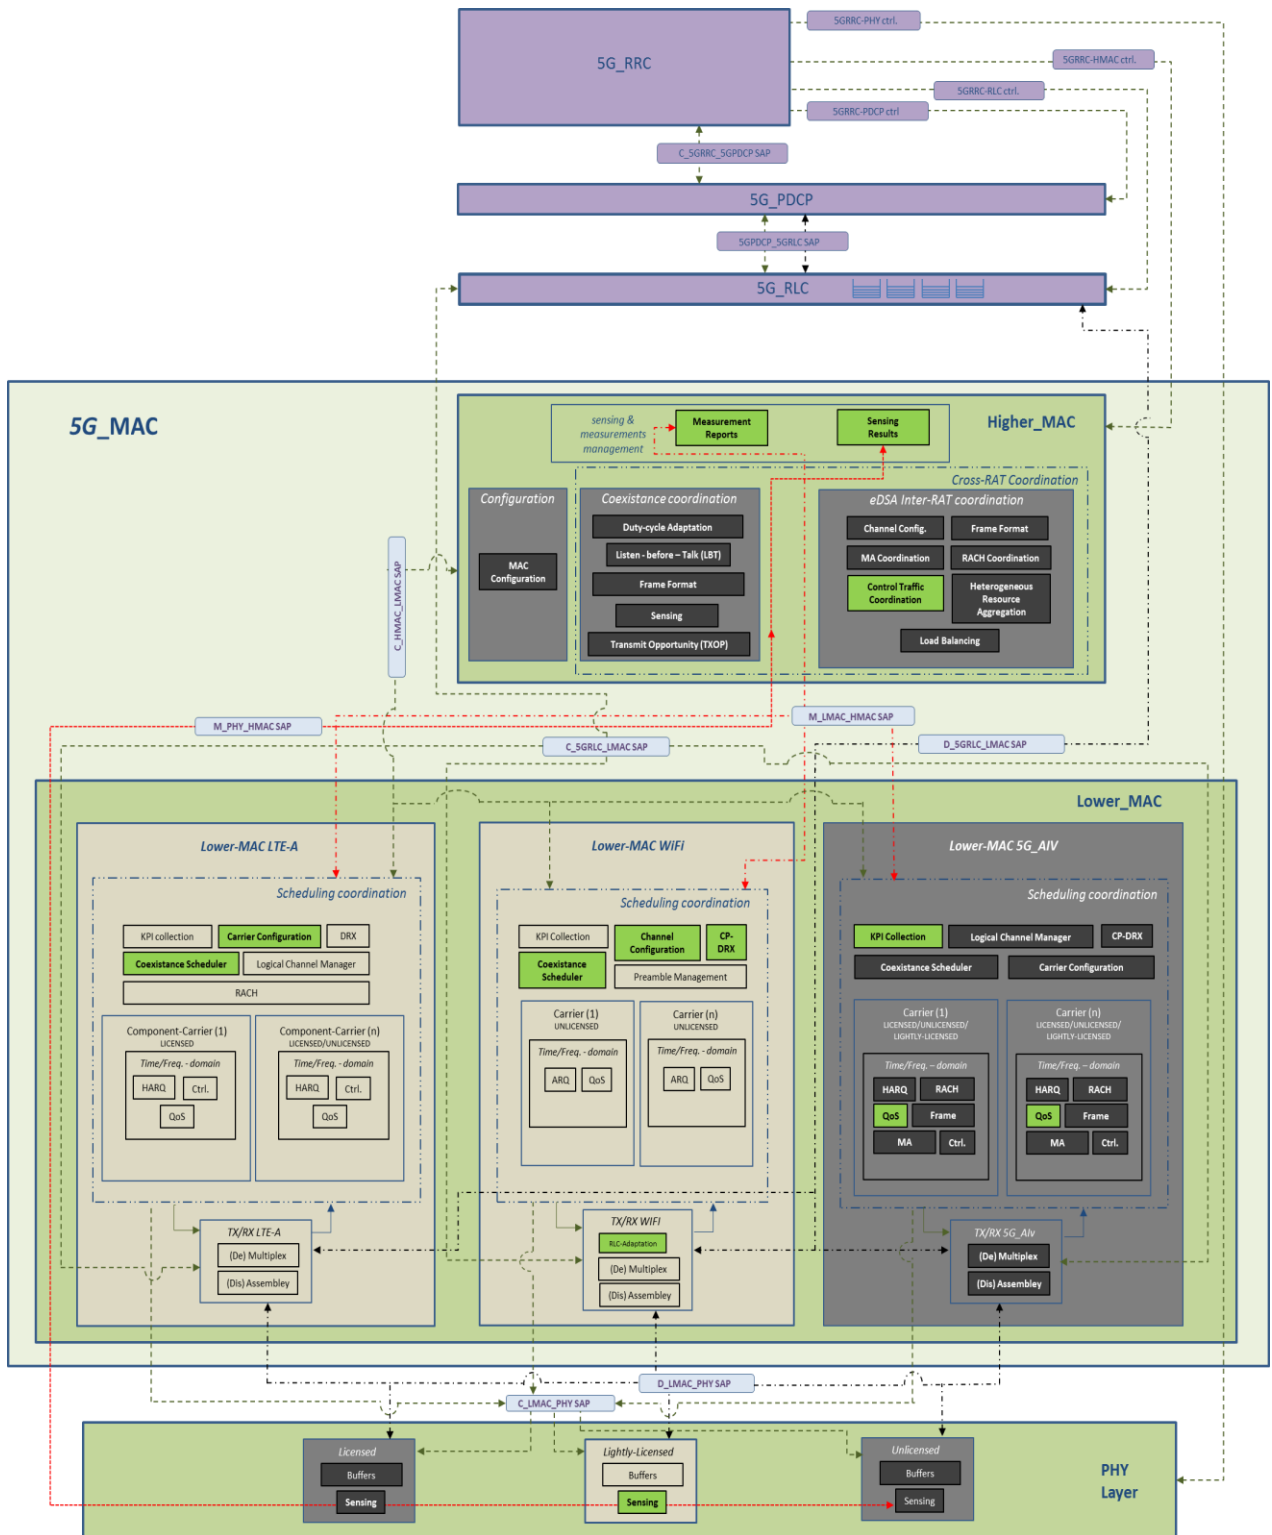 5GRRC-PHY ctrl.
5G_RRC
5GRRC-HMAC ctrl.
5GRRC-RLC ctrl.
5GRRC-PDCP ctrl
C_5GRRC_5GPDCP SAP
5G_PDCP
5GPDCP_5GRLC SAP
5G_RLC
5G_MAC
Higher_MAC
sensing &
measurements
management
Measurement
Reports
Sensing
Results
Cross-RAT Coordination
Configuration
MAC
Configuration
Coexistance coordination
Duty-cycle Adaptation
Listen - before – Talk (LBT)
Frame Format
Sensing
Transmit Opportunity (TXOP)
eDSA Inter-RAT coordination
Channel Config.
Frame Format
MA Coordination
RACH Coordination
Control Traffic
Coordination
Heterogeneous
Resource
Aggregation
Load Balancing
C_HMAC_LMAC SAP
M_PHY_HMAC SAP
M_LMAC_HMAC SAP
C_5GRLC_LMAC SAP
D_5GRLC_LMAC SAP
Lower_MAC
Lower-MAC LTE-A
Scheduling coordination
KPI collection
Carrier Configuration
DRX
Coexistance Scheduler
Logical Channel Manager
RACH
Component-Carrier (1)
LICENSED
Time/Freq. - domain
HARQ
Ctrl.
QoS
Component-Carrier (n)
LICENSED/UNLICENSED
Time/Freq. - domain
HARQ
Ctrl.
QoS
TX/RX LTE-A
(De) Multiplex
(Dis) Assembley
Lower-MAC WiFi
Scheduling coordination
KPI Collection
Channel
Configuration
CP-
DRX
Coexistance
Scheduler
Preamble Management
Carrier (1)
UNLICENSED
Time/Freq. - domain
ARQ
QoS
Carrier (n)
UNLICENSED
Time/Freq. - domain
ARQ
QoS
TX/RX WIFI
RLC-Adaptation
(De) Multiplex
(Dis) Assembley
Lower-MAC 5G_AIV
Scheduling coordination
KPI Collection
Logical Channel Manager
CP-DRX
Coexistance Scheduler
Carrier Configuration
Carrier (1)
LICENSED/UNLICENSED/
LIGHTLY-LICENSED
Time/Freq. – domain
HARQ
RACH
QoS
Frame
MA
Ctrl.
Carrier (n)
LICENSED/UNLICENSED/
LIGHTLY-LICENSED
Time/Freq. – domain
HARQ
RACH
QoS
Frame
MA
Ctrl.
TX/RX 5G_AIv
(De) Multiplex
(Dis) Assembley
D_LMAC_PHY SAP
C_LMAC_PHY SAP
Licensed
Buffers
Sensing
Lightly-Licensed
Buffers
Sensing
Unlicensed
Buffers
Sensing
PHY
Layer